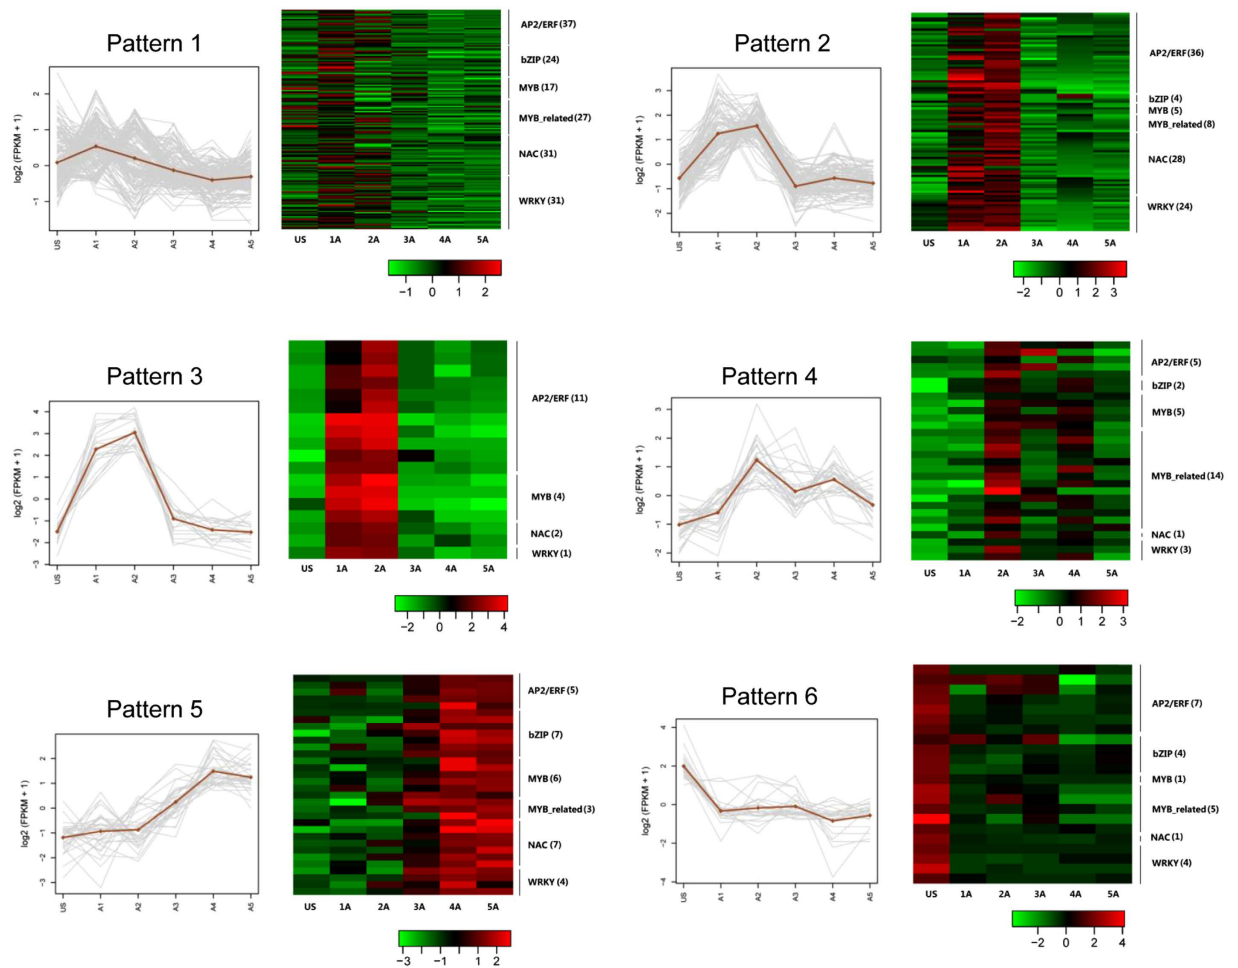 Pattern 1
log2 (FPKM + 1)
2
1
0
−1
US
A1
A2
A3
A4
A5
AP2/ERF (37)
bZIP (24)
MYB (17)
MYB_related (27)
NAC (31)
WRKY (31)
US 1A 2A 3A 4A 5A
−1 0 1 2
Pattern 2
log2 (FPKM + 1)
3
2
1
0
−1
−2
US
A1
A2
A3
A4
A5
AP2/ERF (36)
bZIP (4)
MYB (5)
MYB_related (8)
NAC (28)
WRKY (24)
US 1A 2A 3A 4A 5A
−2 0 1 2 3
Pattern 3
log2 (FPKM + 1)
4
3
2
1
0
−1
−2
−3
US
A1
A2
A3
A4
A5
AP2/ERF (11)
MYB (4)
NAC (2)
WRKY (1)
US 1A 2A 3A 4A 5A
−2 0 2 4
Pattern 4
log2 (FPKM + 1)
3
2
1
0
−1
−2
US
A1
A2
A3
A4
A5
AP2/ERF (5)
bZIP (2)
MYB (5)
MYB_related (14)
NAC (1)
WRKY (3)
US 1A 2A 3A 4A 5A
−2 0 1 2 3
Pattern 5
log2 (FPKM + 1)
2
1
0
−1
−2
−3
US
A1
A2
A3
A4
A5
AP2/ERF (5)
bZIP (7)
MYB (6)
MYB_related (3)
NAC (7)
WRKY (4)
US 1A 2A 3A 4A 5A
−3 −1 1 2
Pattern 6
log2 (FPKM + 1)
4
2
0
−2
−4
US
A1
A2
A3
A4
A5
AP2/ERF (7)
bZIP (4)
MYB (1)
MYB_related (5)
NAC (1)
WRKY (4)
US 1A 2A 3A 4A 5A
−2 0 2 4